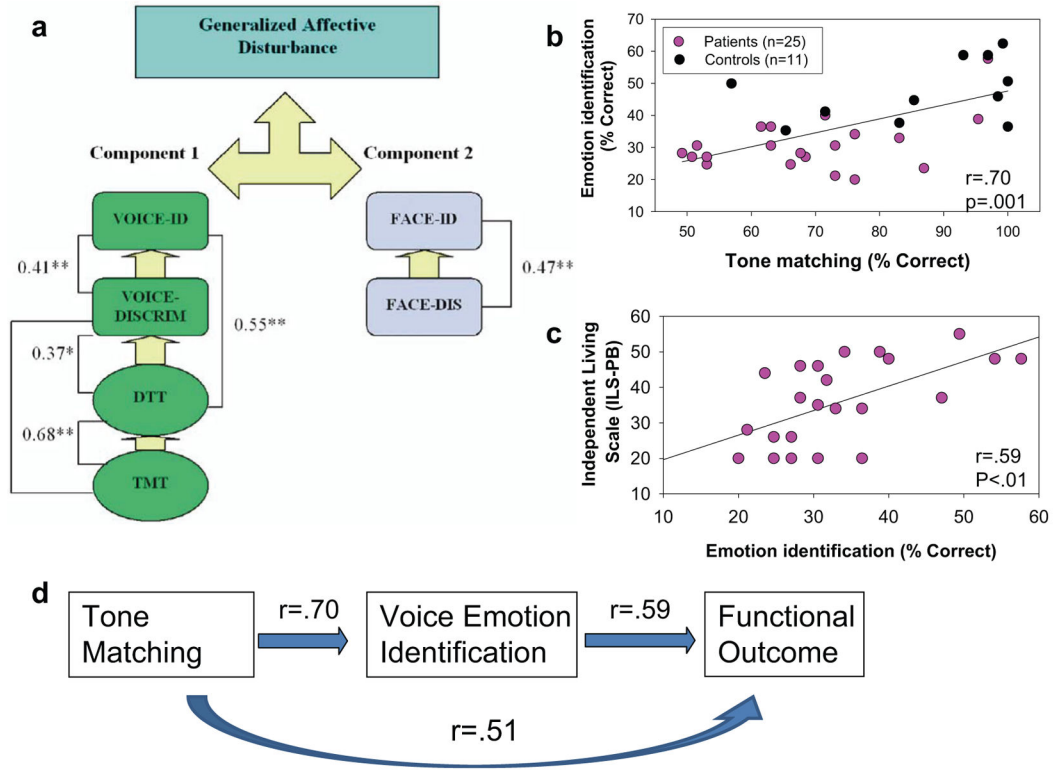 a
Generalized Affective
Disturbance
Component 1
Component 2
VOICE-ID
FACE-ID
0.41**
0.47**
VOICE-
DISCRIM
FACE-DIS
0.55**
0.37*
DTT
0.68**
TMT
b
Emotion identification
(% Correct)
70
60
50
40
30
20
10
Patients (n=25)
Controls (n=11)
r=.70
p=.001
50 60 70 80 90 100
Tone matching (% Correct)
c
Independent Living
Scale (ILS-PB)
60
50
40
30
20
10
r=.59
P<.01
10 20 30 40 50 60
Emotion identification (% Correct)
d
Tone
Matching
r=.70
Voice Emotion
Identification
r=.59
Functional
Outcome
r=.51